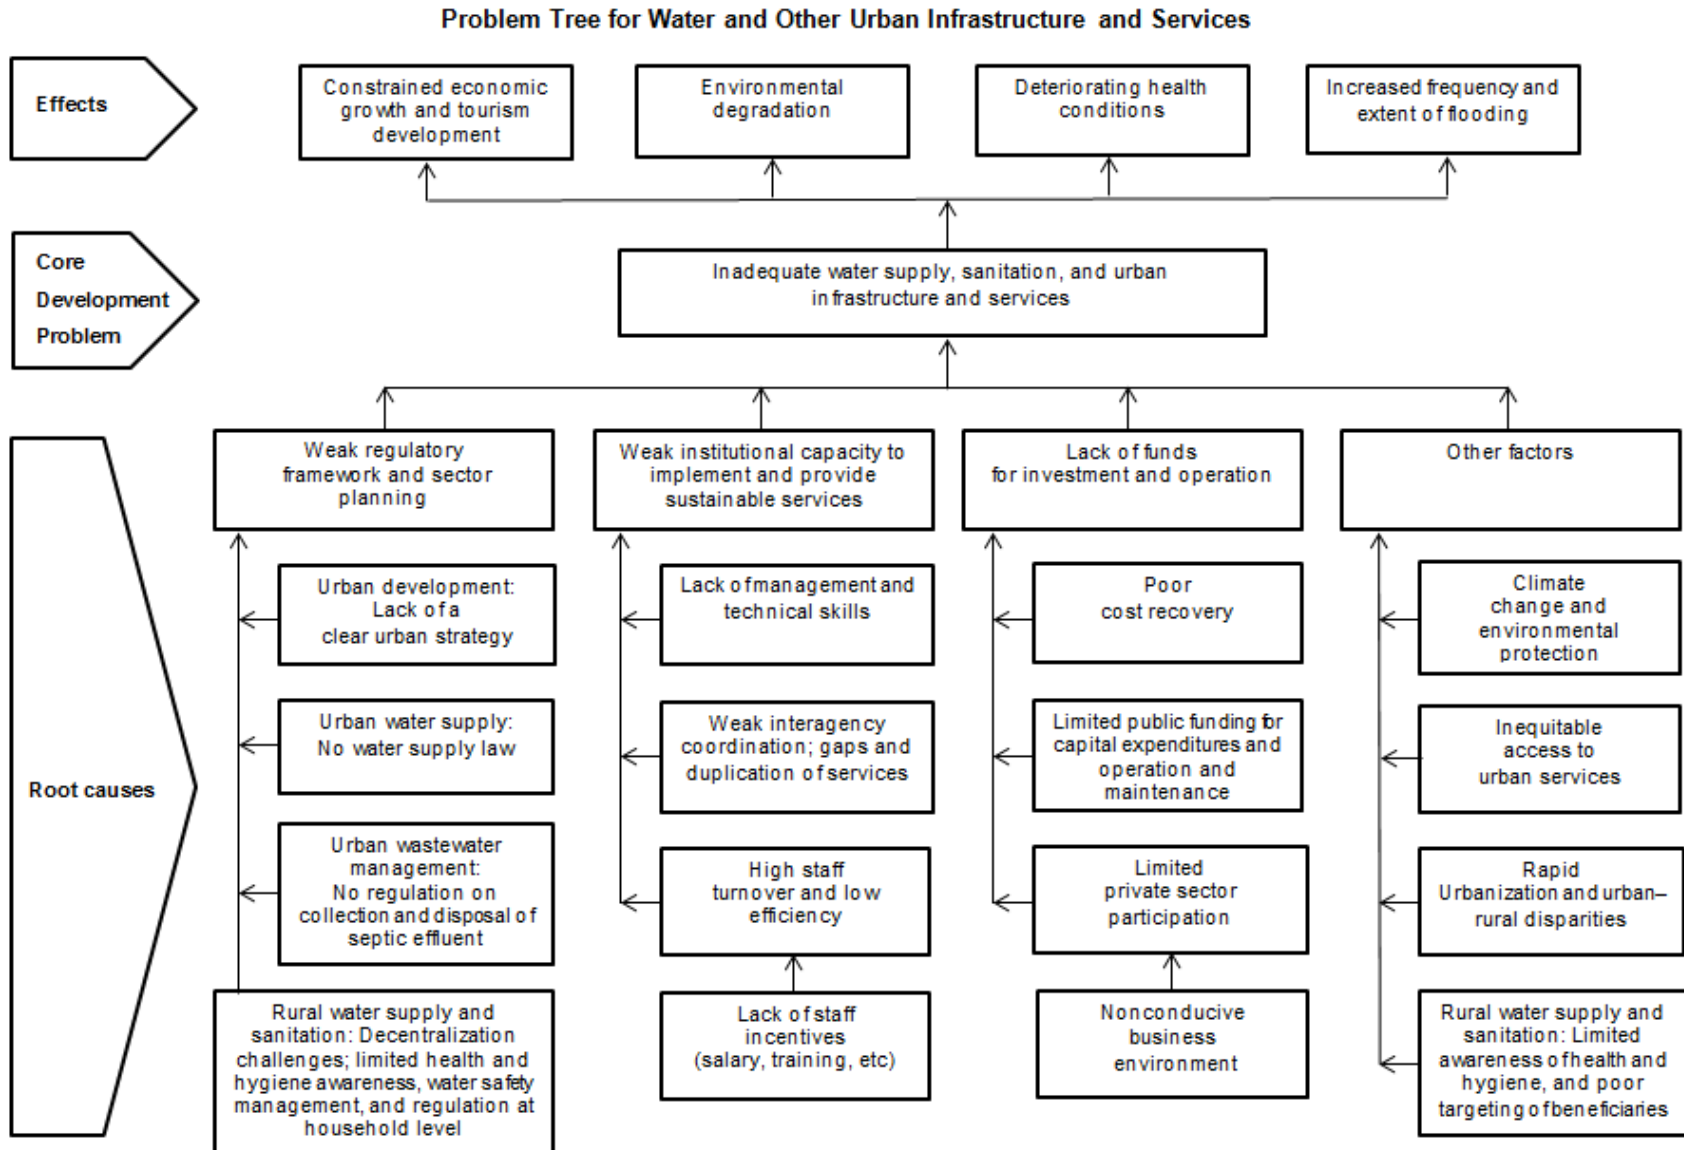 Problem Tree for Water and Other Urban Infrastructure and Services
Effects
Constrained economic
growth and tourism
development
Environmental
degradation
Deteriorating health
conditions
Increased frequency and
extent of flooding
Core
Development
Problem
Inadequate water supply, sanitation, and urban
infrastructure and services
Root causes
Weak regulatory
framework and sector
planning
Urban development:
Lack of a
clear urban strategy
Urban water supply:
No water supply law
Urban wastewater
management:
No regulation on
collection and disposal of
septic effluent
Rural water supply and
sanitation: Decentralization
challenges; limited health and
hygiene awareness, water safety
management, and regulation at
household level
Weak institutional capacity to
implement and provide
sustainable services
Lack of management and
technical skills
Weak interagency
coordination; gaps and
duplication of services
High staff
turnover and low
efficiency
Lack of staff
incentives
(salary, training, etc)
Lack of funds
for investment and operation
Poor
cost recovery
Limited public funding for
capital expenditures and
operation and
maintenance
Limited
private sector
participation
Nonconducive
business
environment
Other factors
Climate
change and
environmental
protection
Inequitable
access to
urban services
Rapid
Urbanization and urban–
rural disparities
Rural water supply and
sanitation: Limited
awareness of health and
hygiene, and poor
targeting of beneficiaries